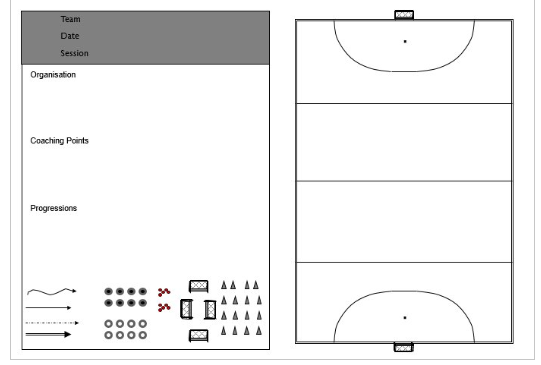 Team
Date
Session
Organisation
Coaching Points
Progressions